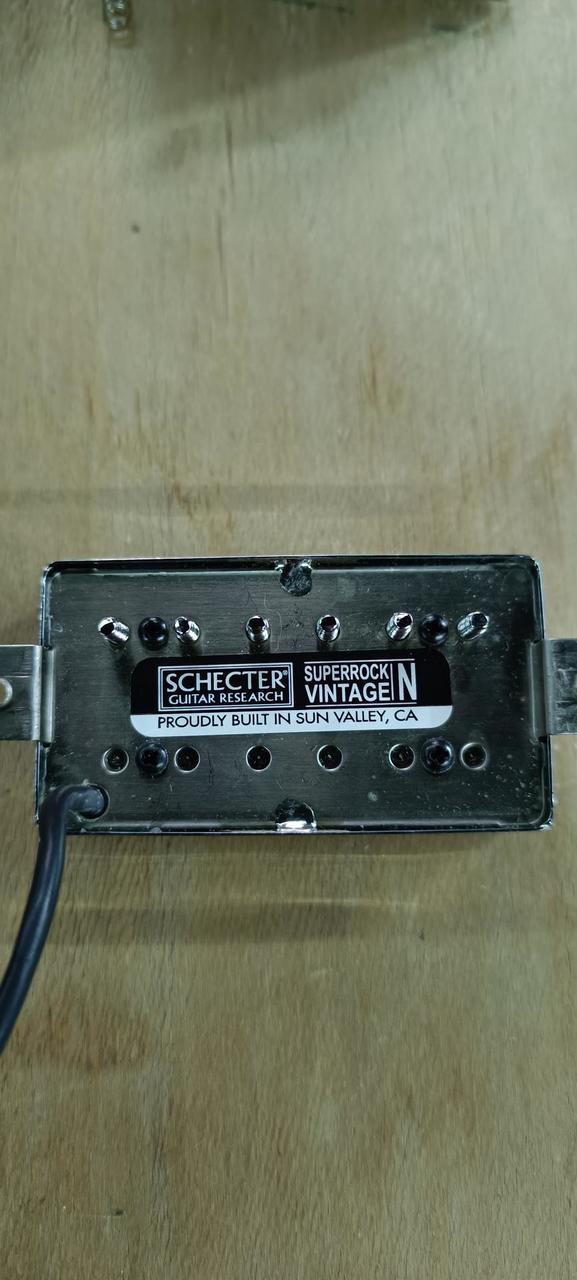 SCHECTER®
GUITAR RESEARCH
SUPERROCK
VINTAGE N
PROUDLY BUILT IN SUN VALLEY, CA